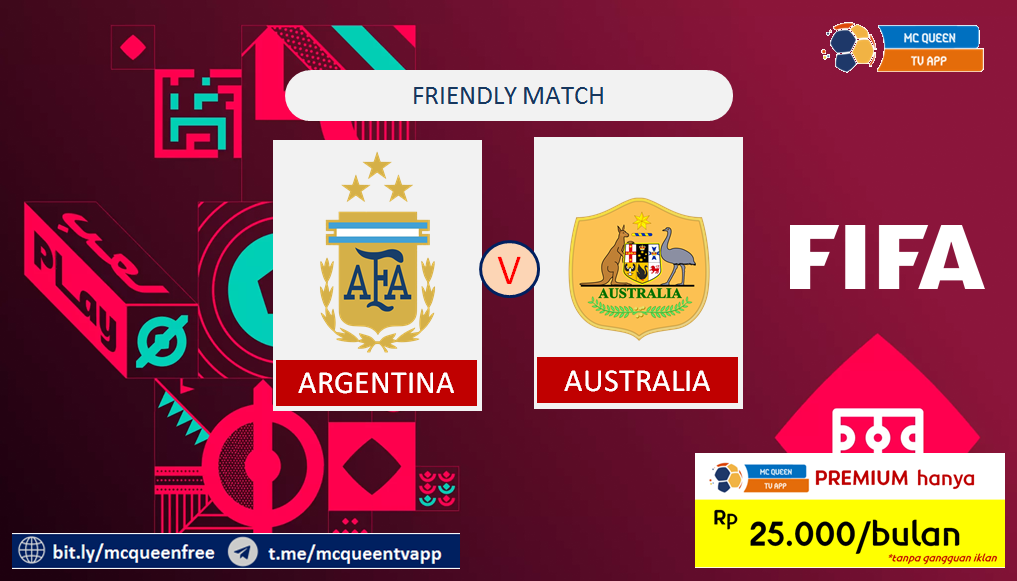 MC QUEEN
TV APP
FRIENDLY MATCH
AFA
V
AUSTRALIA
ARGENTINA
AUSTRALIA
FIFA
PLAY
bit.ly/mcqueenfree
t.me/mcqueentvapp
MC QUEEN
TV APP
PREMIUM hanya
Rp 25.000/bulan
*tanpa gangguan iklan